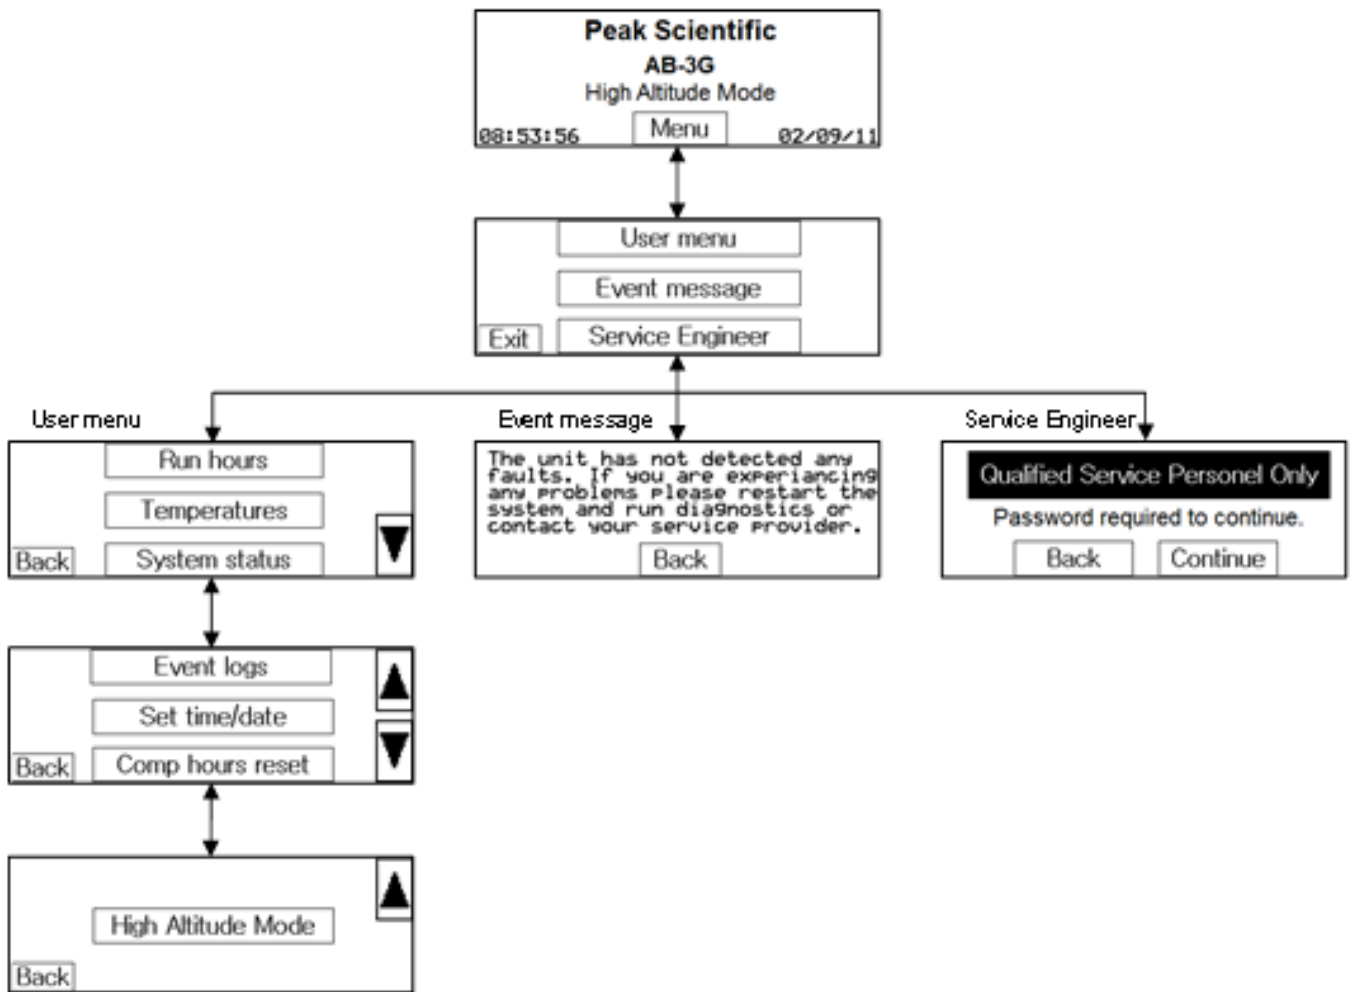 Peak Scientific
AB-3G
High Altitude Mode
08:53:56 Menu 02/09/11
User menu
Event message
Exit Service Engineer
User menu
Run hours
Temperatures
Back System status
Event message
The unit has not detected any
faults. If you are experiancing
any problems please restart the
system and run diagnostics or
contact your service provider.
Back
Service Engineer
Qualified Service Personel Only
Password required to continue.
Back Continue
Event logs
Set time/date
Back Comp hours reset
High Altitude Mode
Back